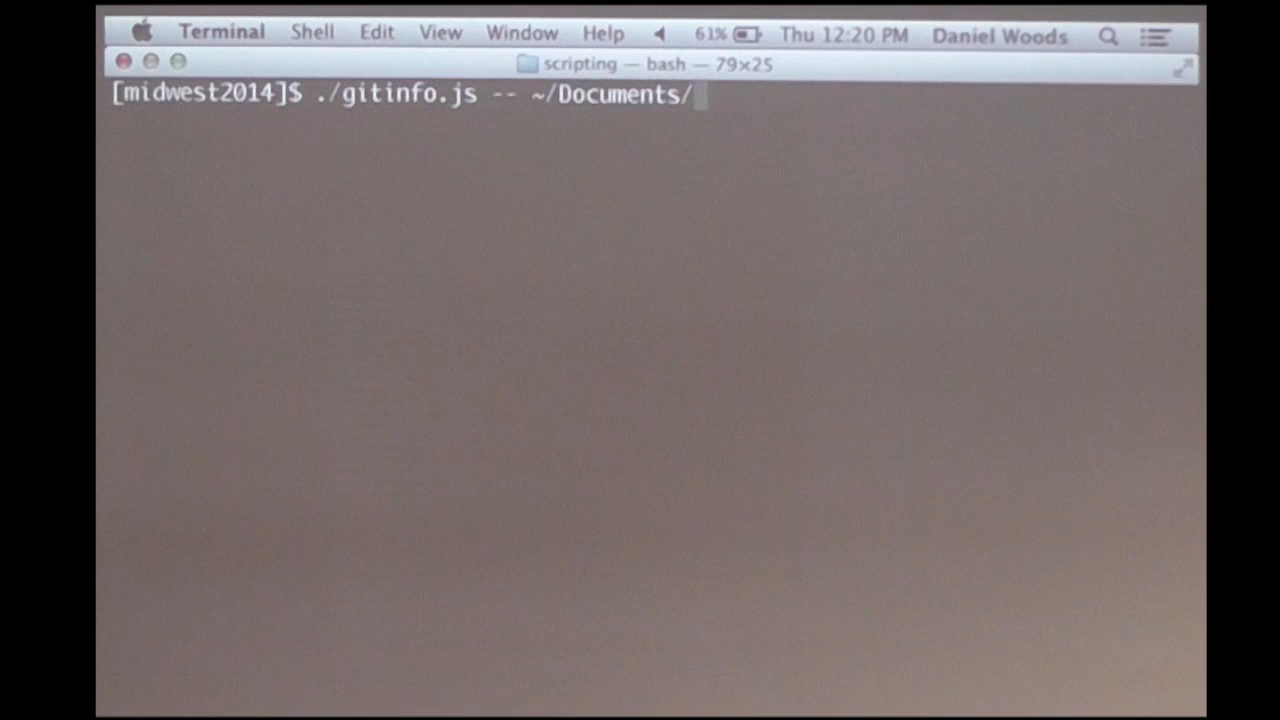 Terminal Shell Edit View Window Help 61% Thu 12:20 PM Daniel Woods
scripting — bash — 79×25
[midwest2014]$ ./gitinfo.js -- ~/Documents/